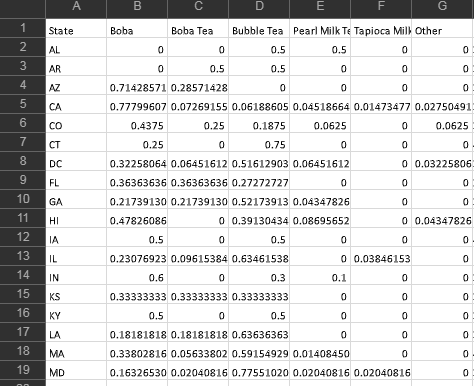 A B C D E F G
1 State Boba Boba Tea Bubble Tea Pearl Milk Te Tapioca Milk Other
2 AL 0 0 0.5 0.5 0 0
3 AR 0 0.5 0.5 0 0 0
4 AZ 0.71428571 0.28571428 0 0 0 0
5 CA 0.77799607 0.07269155 0.06188605 0.04518664 0.01473477 0.02750491
6 CO 0.4375 0.25 0.1875 0.0625 0 0.0625
7 CT 0.25 0 0.75 0 0 0
8 DC 0.32258064 0.06451612 0.51612903 0.06451612 0 0.03225806
9 FL 0.36363636 0.36363636 0.27272727 0 0 0
10 GA 0.21739130 0.21739130 0.52173913 0.04347826 0 0
11 HI 0.47826086 0 0.39130434 0.08695652 0 0.04347826
12 IA 0.5 0 0.5 0 0 0
13 IL 0.23076923 0.09615384 0.63461538 0 0.03846153 0
14 IN 0.6 0 0.3 0.1 0 0
15 KS 0.33333333 0.33333333 0.33333333 0 0 0
16 KY 0.5 0 0.5 0 0 0
17 LA 0.18181818 0.18181818 0.63636363 0 0 0
18 MA 0.33802816 0.05633802 0.59154929 0.01408450 0 0
19 MD 0.16326530 0.02040816 0.77551020 0.02040816 0.02040816 0